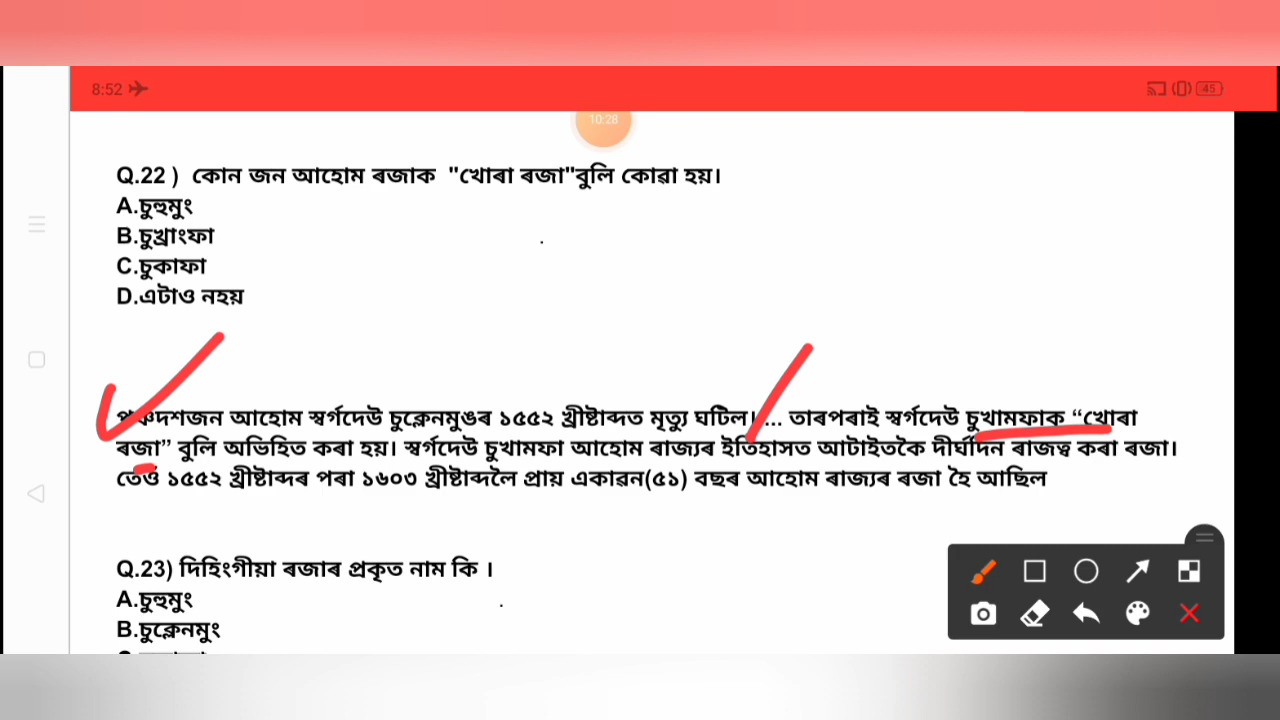 8:52
45
10:28
Q.22 ) কোন জন আহোম ৰজাক "খোৰা ৰজা"বুলি কোৱা হয়।
A.চুহুমুং
B.চুখ্ৰাংফা
C.চুকাফা
D.এটাও নহয়
পঞ্চদশজন আহোম স্বৰ্গদেউ চুক্লেনমুঙৰ ১৫৫২ খ্ৰীষ্টাব্দত মৃত্যু ঘটিল। ... তাৰপৰাই স্বৰ্গদেউ চুখামফাক “খোৰা
ৰজা” বুলি অভিহিত কৰা হয়। স্বৰ্গদেউ চুখামফা আহোম ৰাজ্যৰ ইতিহাসত আটাইতকৈ দীৰ্ঘদিন ৰাজত্ব কৰা ৰজা।
তেওঁ ১৫৫২ খ্ৰীষ্টাব্দৰ পৰা ১৬০৩ খ্ৰীষ্টাব্দলৈ প্ৰায় একাৱন(৫১) বছৰ আহোম ৰাজ্যৰ ৰজা হৈ আছিল
Q.23) দিহিংগীয়া ৰজাৰ প্ৰকৃত নাম কি ।
A.চুহুমুং
B.চুক্লেনমুং